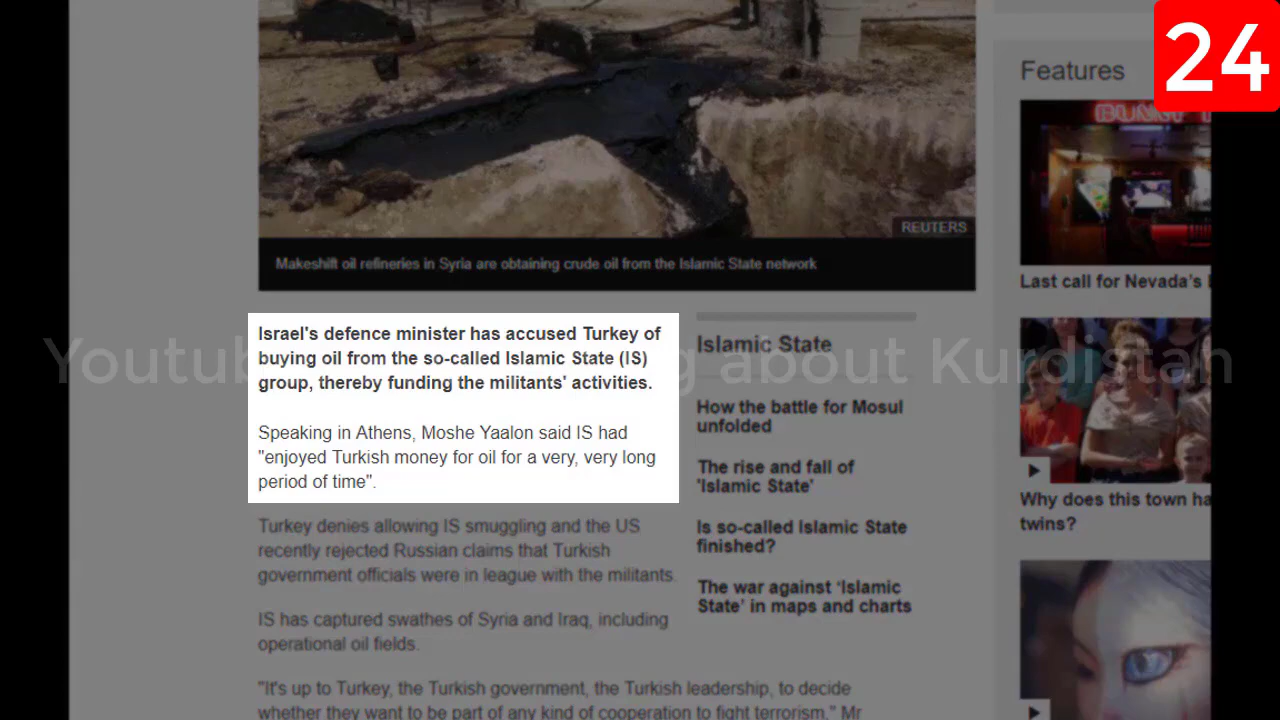 24
Features
BUNNY
REUTERS
Makeshift oil refineries in Syria are obtaining crude oil from the Islamic State network
Last call for Nevada's
Israel's defence minister has accused Turkey of
buying oil from the so-called Islamic State (IS)
group, thereby funding the militants' activities.
Speaking in Athens, Moshe Yaalon said IS had
"enjoyed Turkish money for oil for a very, very long
period of time".
Turkey denies allowing IS smuggling and the US
recently rejected Russian claims that Turkish
government officials were in league with the militants.
IS has captured swathes of Syria and Iraq, including
operational oil fields.
"It's up to Turkey, the Turkish government, the Turkish leadership, to decide
whether they want to be part of any kind of cooperation to fight terrorism," Mr
Islamic State
How the battle for Mosul
unfolded
The rise and fall of
'Islamic State'
Is so-called Islamic State
finished?
The war against 'Islamic
State' in maps and charts
Why does this town ha
twins?
about Kurdistan